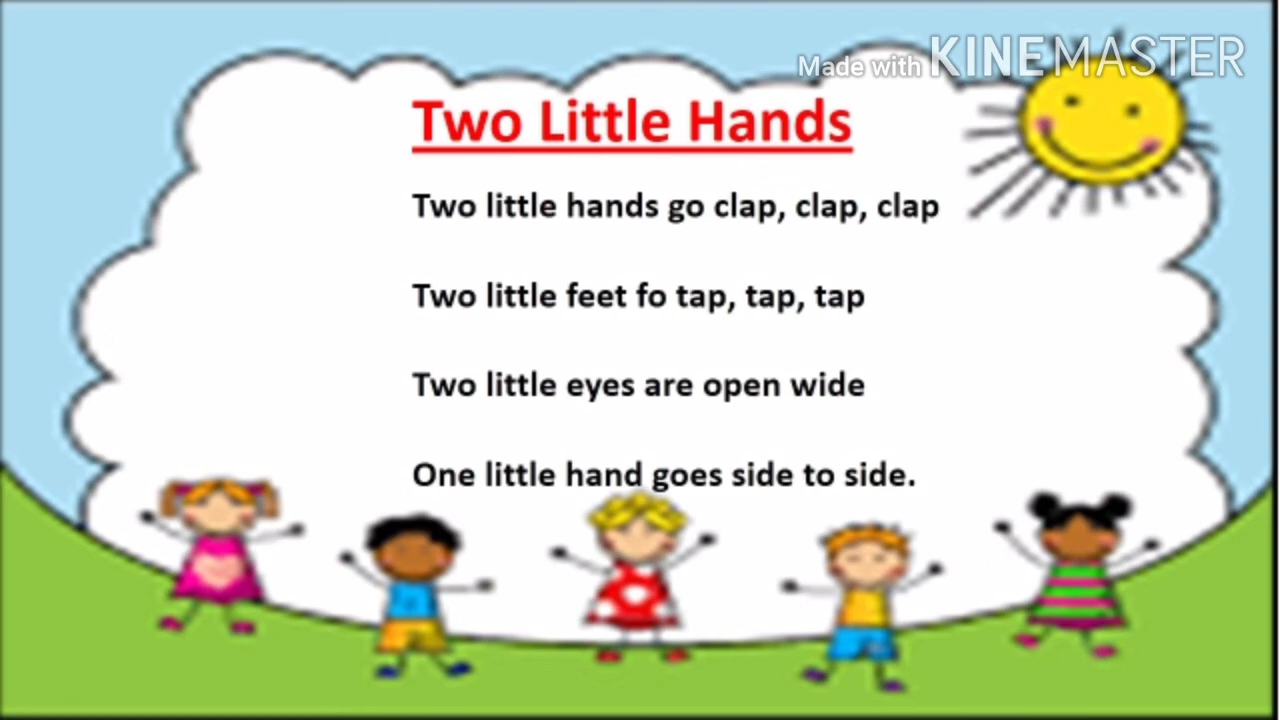 Made with KINEMASTER
Two Little Hands
Two little hands go clap, clap, clap
Two little feet fo tap, tap, tap
Two little eyes are open wide
One little hand goes side to side.